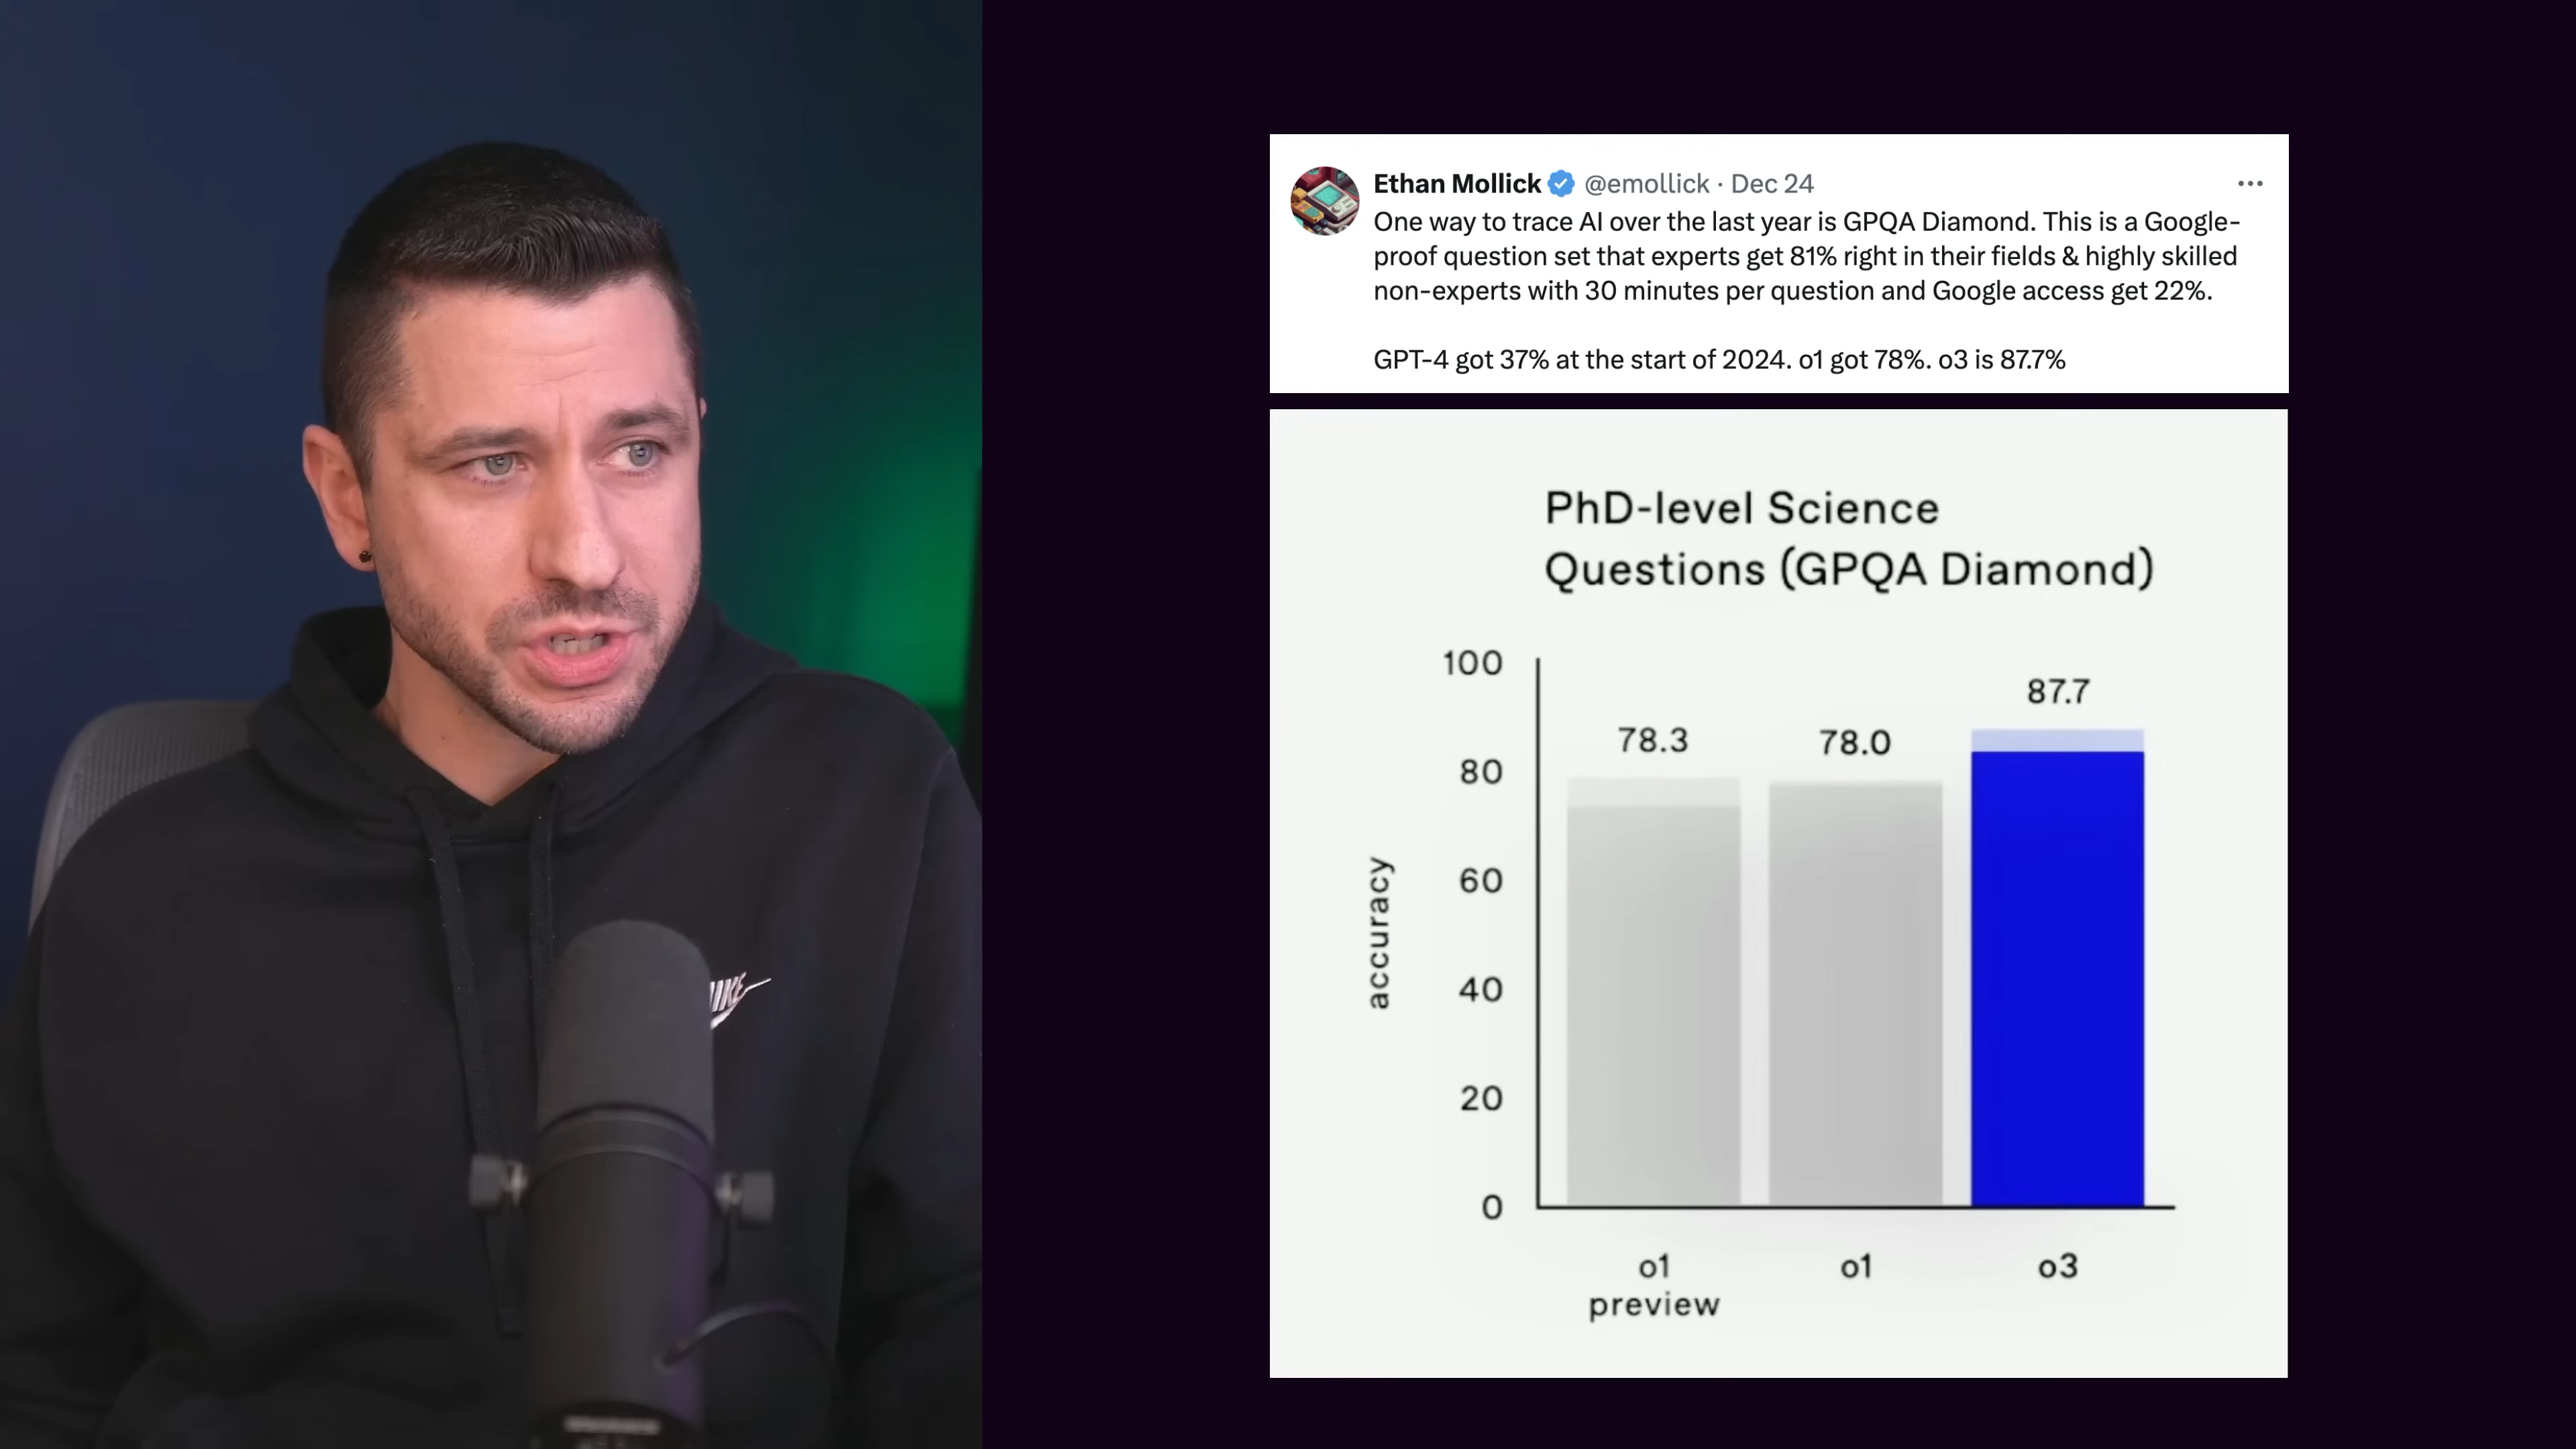 Ethan Mollick @emollick · Dec 24
One way to trace AI over the last year is GPQA Diamond. This is a Google-
proof question set that experts get 81% right in their fields & highly skilled
non-experts with 30 minutes per question and Google access get 22%.
GPT-4 got 37% at the start of 2024. o1 got 78%. o3 is 87.7%
PhD-level Science
Questions (GPQA Diamond)
100
80
60
40
20
0
accuracy
78.3
78.0
87.7
o1
preview
o1
o3
NIKE